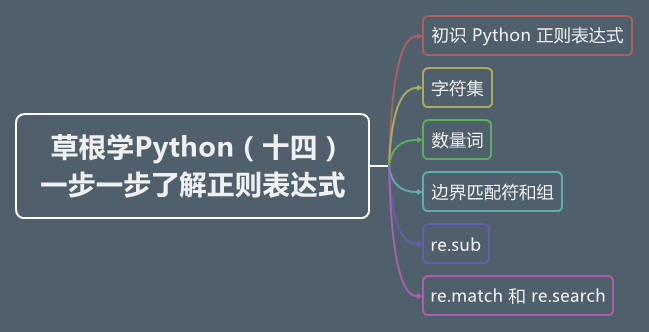 草根学Python（十四）
一步一步了解正则表达式
初识 Python 正则表达式
字符集
数量词
边界匹配符和组
re.sub
re.match 和 re.search